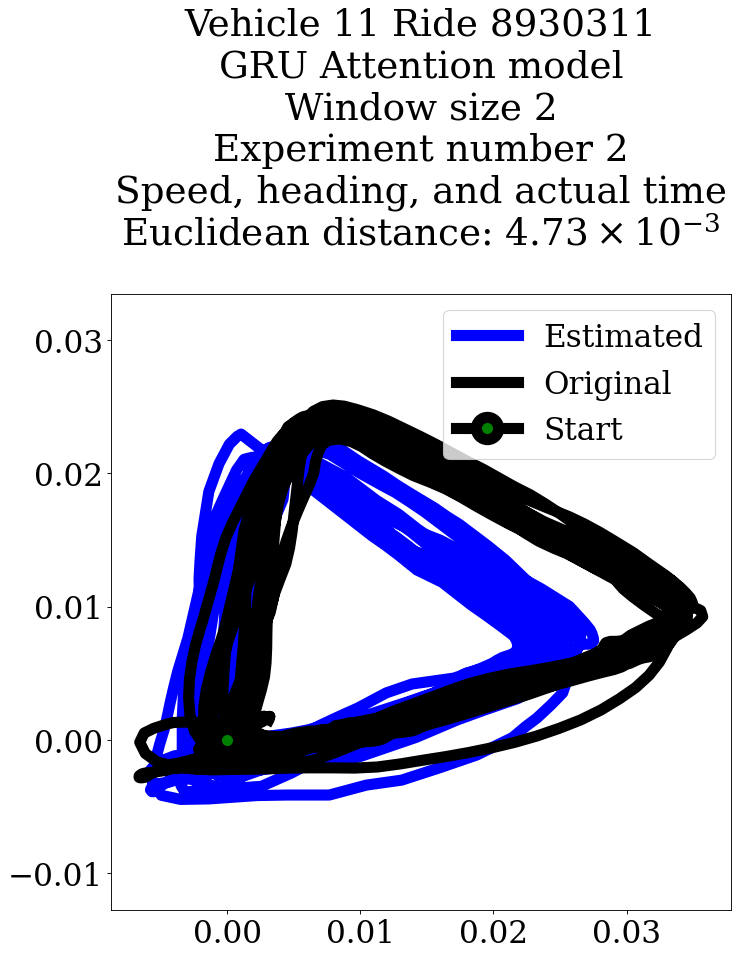 Vehicle 11 Ride 8930311
GRU Attention model
Window size 2
Experiment number 2
Speed, heading, and actual time
Euclidean distance: 4.73 × 10⁻³
Estimated
Original
Start
0.03
0.02
0.01
0.00
−0.01
0.00 0.01 0.02 0.03